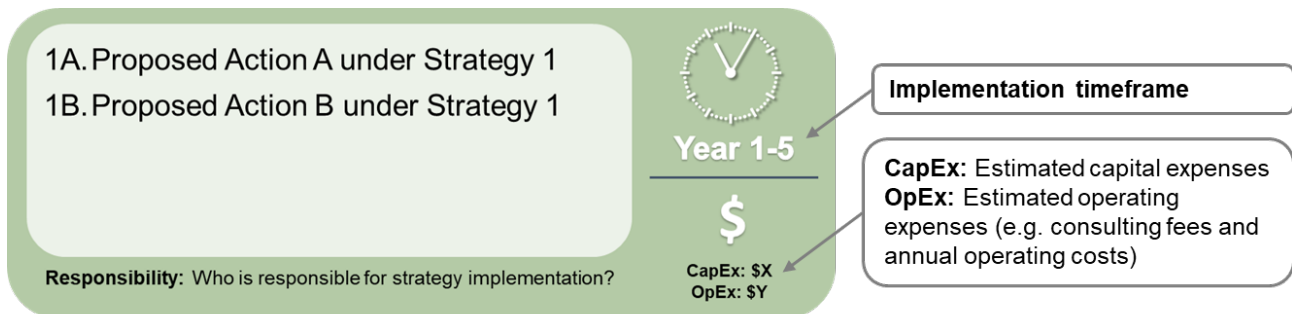 1A. Proposed Action A under Strategy 1
1B. Proposed Action B under Strategy 1
Responsibility: Who is responsible for strategy implementation?
Year 1-5
$
CapEx: $X
OpEx: $Y
Implementation timeframe
CapEx: Estimated capital expenses
OpEx: Estimated operating
expenses (e.g. consulting fees and
annual operating costs)